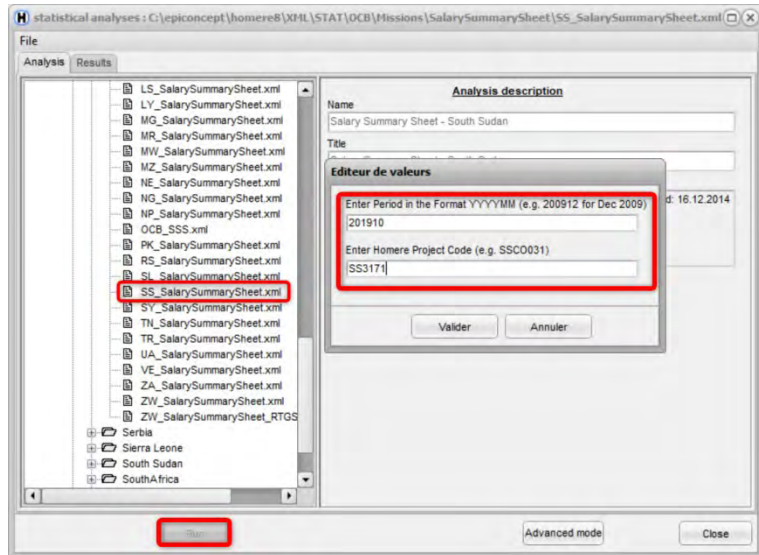 statistical analyses : C:\epiconcept\homere8\XML\STAT\OCB\Missions\SalarySummarySheet\SS_SalarySummarySheet.xml
File
Analysis Results
LS_SalarySummarySheet.xml
LY_SalarySummarySheet.xml
MG_SalarySummarySheet.xml
MR_SalarySummarySheet.xml
MW_SalarySummarySheet.xml
MZ_SalarySummarySheet.xml
NE_SalarySummarySheet.xml
NG_SalarySummarySheet.xml
NP_SalarySummarySheet.xml
OCB_SSS.xml
PK_SalarySummarySheet.xml
RS_SalarySummarySheet.xml
SL_SalarySummarySheet.xml
SS_SalarySummarySheet.xml
SY_SalarySummarySheet.xml
TN_SalarySummarySheet.xml
TR_SalarySummarySheet.xml
UA_SalarySummarySheet.xml
VE_SalarySummarySheet.xml
ZA_SalarySummarySheet.xml
ZW_SalarySummarySheet.xml
ZW_SalarySummarySheet_RTGS
Serbia
Sierra Leone
South Sudan
SouthAfrica
Analysis description
Name
Salary Summary Sheet - South Sudan
Title
d: 16.12.2014
Editeur de valeurs
Enter Period in the Format YYYYMM (e.g. 200912 for Dec 2009)
201910
Enter Homere Project Code (e.g. SSCO031)
SS3171
Valider Annuler
Run Advanced mode Close